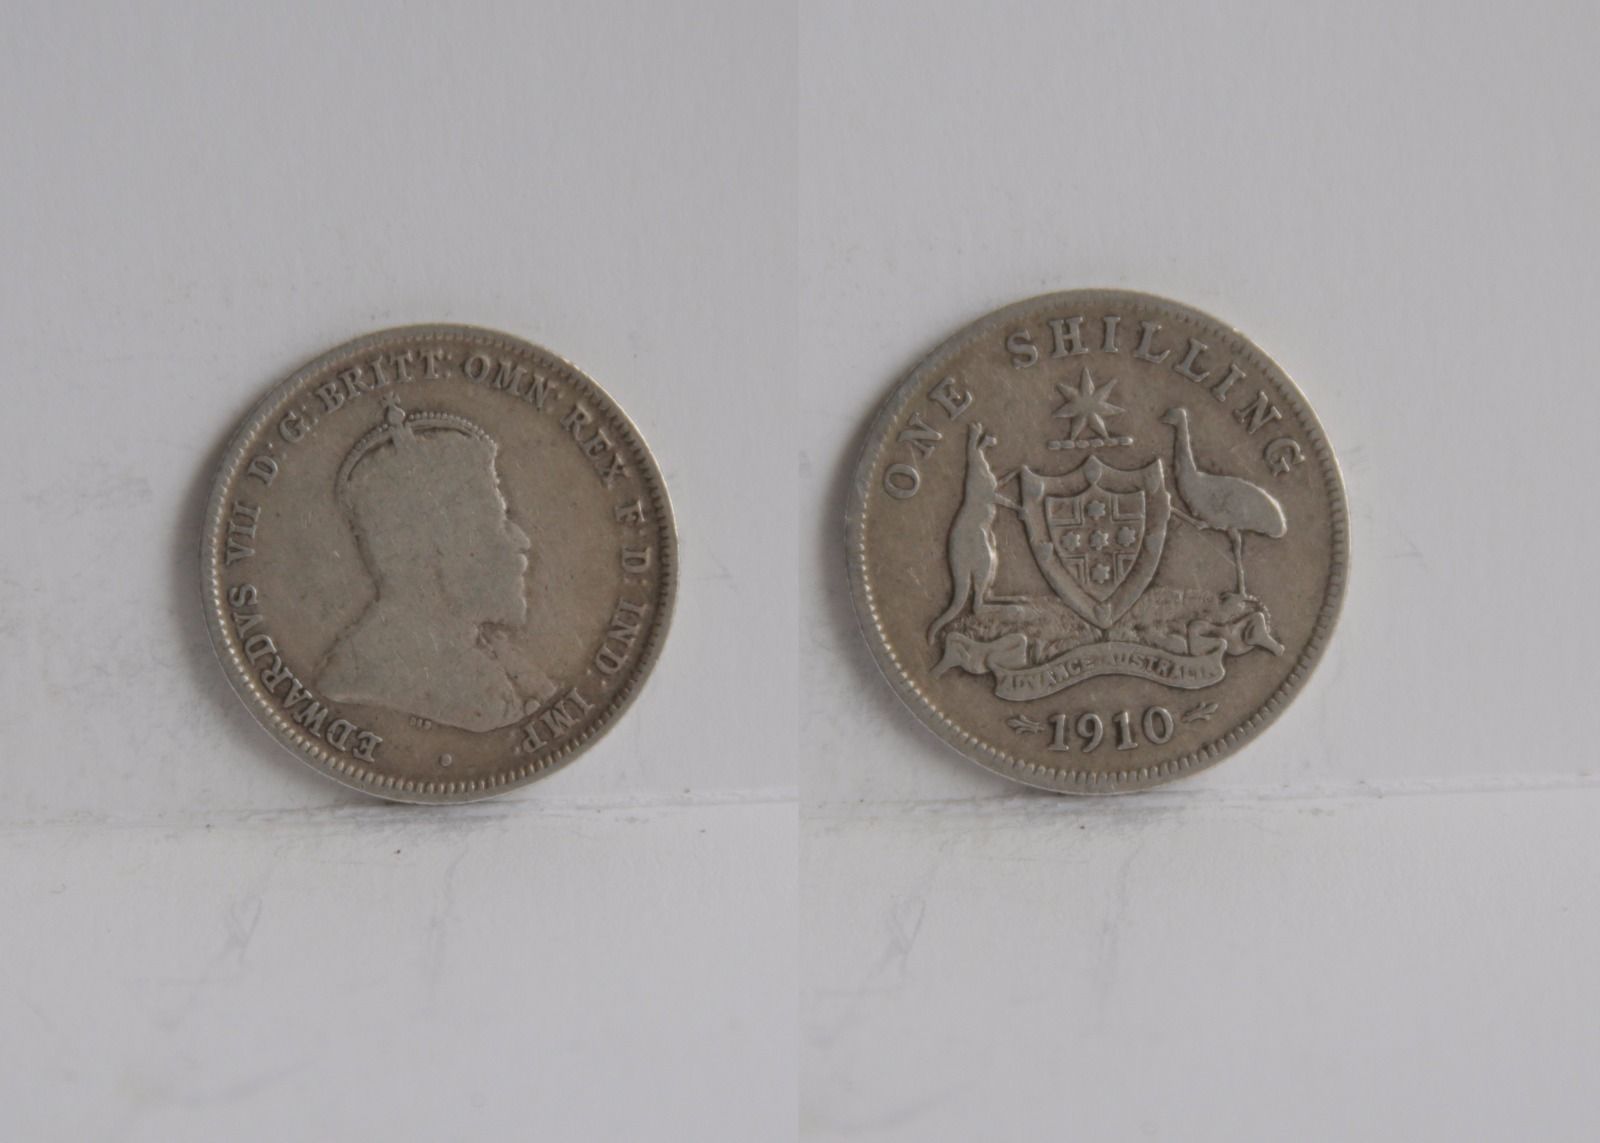 EDWARDVS VII D: G: BRITT: OMN: REX F: D: IND: IMP:
ONE SHILLING
ADVANCE AUSTRALIA
1910